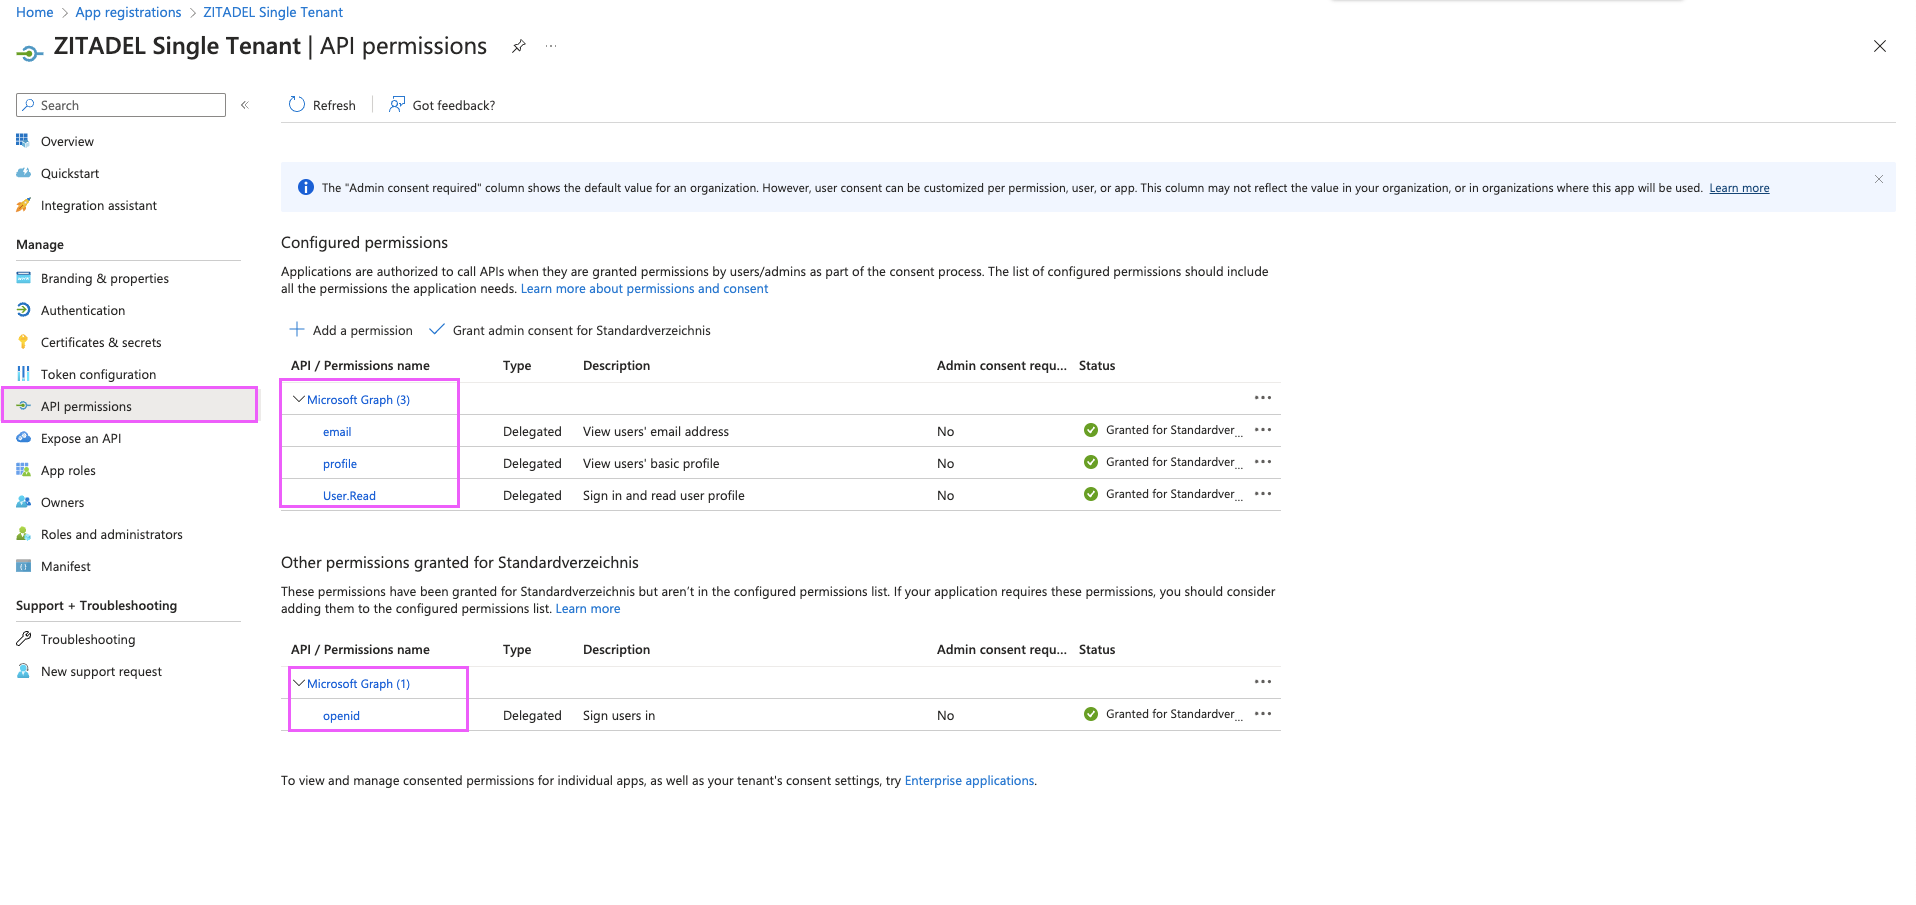 Home > App registrations > ZITADEL Single Tenant
ZITADEL Single Tenant | API permissions ...
Search «
Refresh | Got feedback?
Overview
Quickstart
Integration assistant
Manage
Branding & properties
Authentication
Certificates & secrets
Token configuration
API permissions
Expose an API
App roles
Owners
Roles and administrators
Manifest
Support + Troubleshooting
Troubleshooting
New support request
The "Admin consent required" column shows the default value for an organization. However, user consent can be customized per permission, user, or app. This column may not reflect the value in your organization, or in organizations where this app will be used. Learn more
Configured permissions
Applications are authorized to call APIs when they are granted permissions by users/admins as part of the consent process. The list of configured permissions should include
all the permissions the application needs. Learn more about permissions and consent
Add a permission Grant admin consent for Standardverzeichnis
API / Permissions name Type Description Admin consent requ... Status
Microsoft Graph (3) ...
email Delegated View users' email address No Granted for Standardver... ...
profile Delegated View users' basic profile No Granted for Standardver... ...
User.Read Delegated Sign in and read user profile No Granted for Standardver... ...
Other permissions granted for Standardverzeichnis
These permissions have been granted for Standardverzeichnis but aren't in the configured permissions list. If your application requires these permissions, you should consider
adding them to the configured permissions list. Learn more
API / Permissions name Type Description Admin consent requ... Status
Microsoft Graph (1) ...
openid Delegated Sign users in No Granted for Standardver... ...
To view and manage consented permissions for individual apps, as well as your tenant's consent settings, try Enterprise applications.